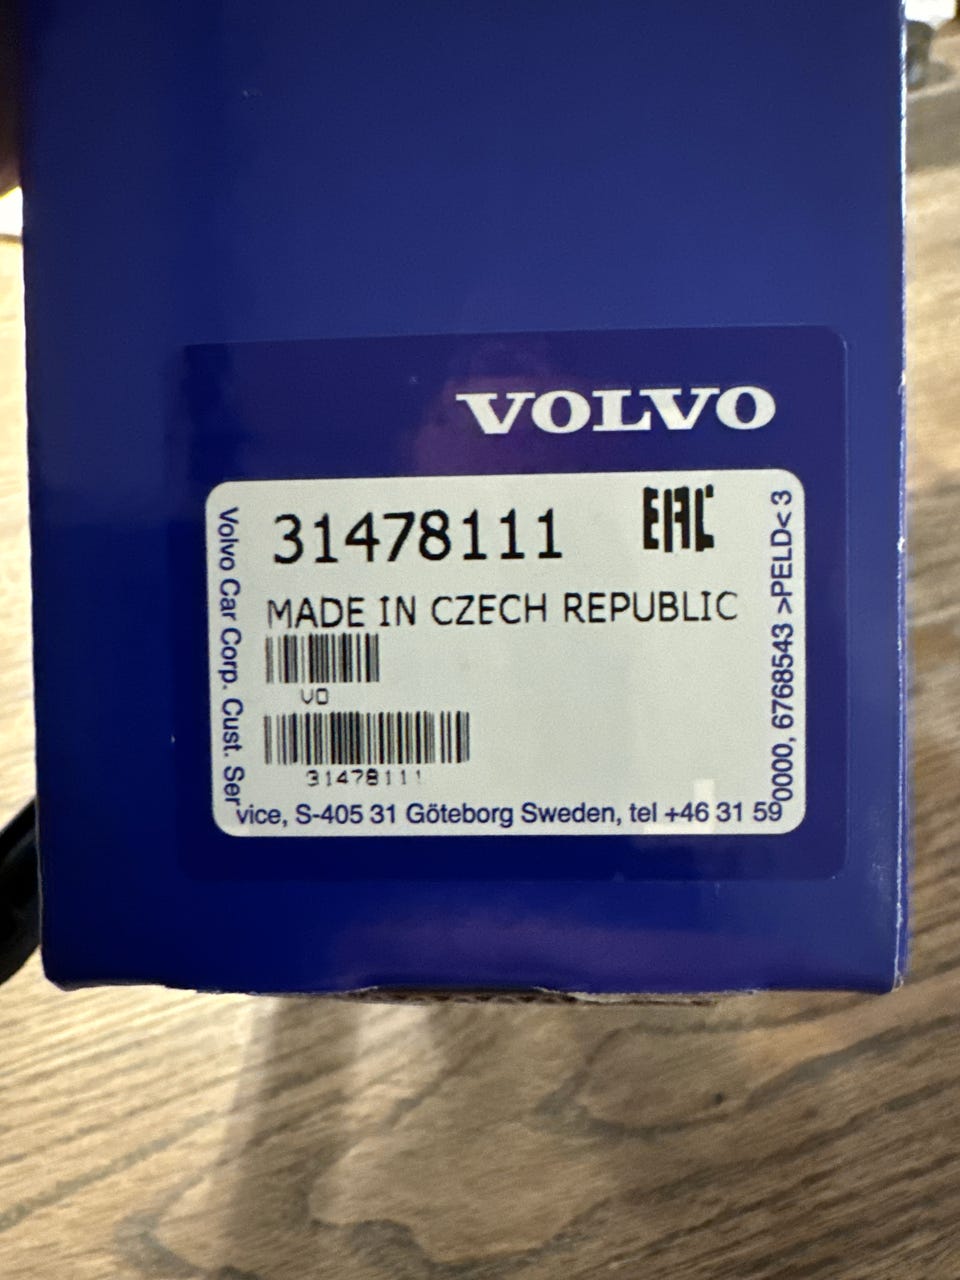 VOLVO
31478111
EAC
MADE IN CZECH REPUBLIC
VO
31478111
Volvo Car Corp. Cust. Service, S-405 31 Göteborg Sweden, tel +46 31 590000, 6768543 >PELD< 3